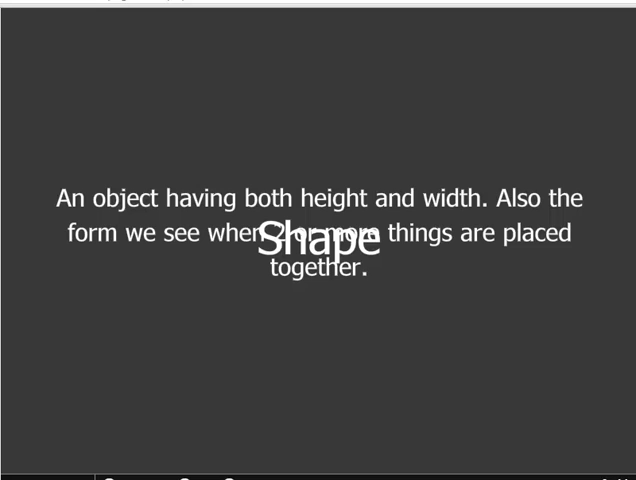 An object having both height and width. Also the
form we see when 2 or more things are placed
Shape
together.